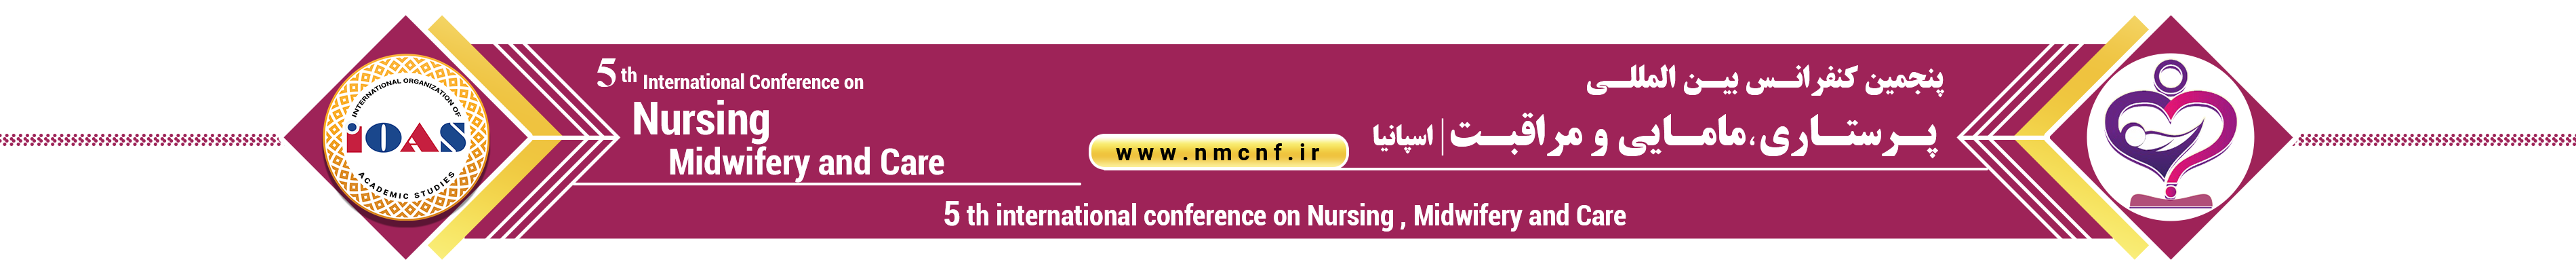 INTERNATIONAL ORGANIZATION OF
iOAS
ACADEMIC STUDIES
5 th International Conference on
Nursing
Midwifery and Care
پنجمین کنفرانس بین المللی
پرستاری، مامایی و مراقبت | اسپانیا
www.nmcnf.ir
5 th international conference on Nursing , Midwifery and Care